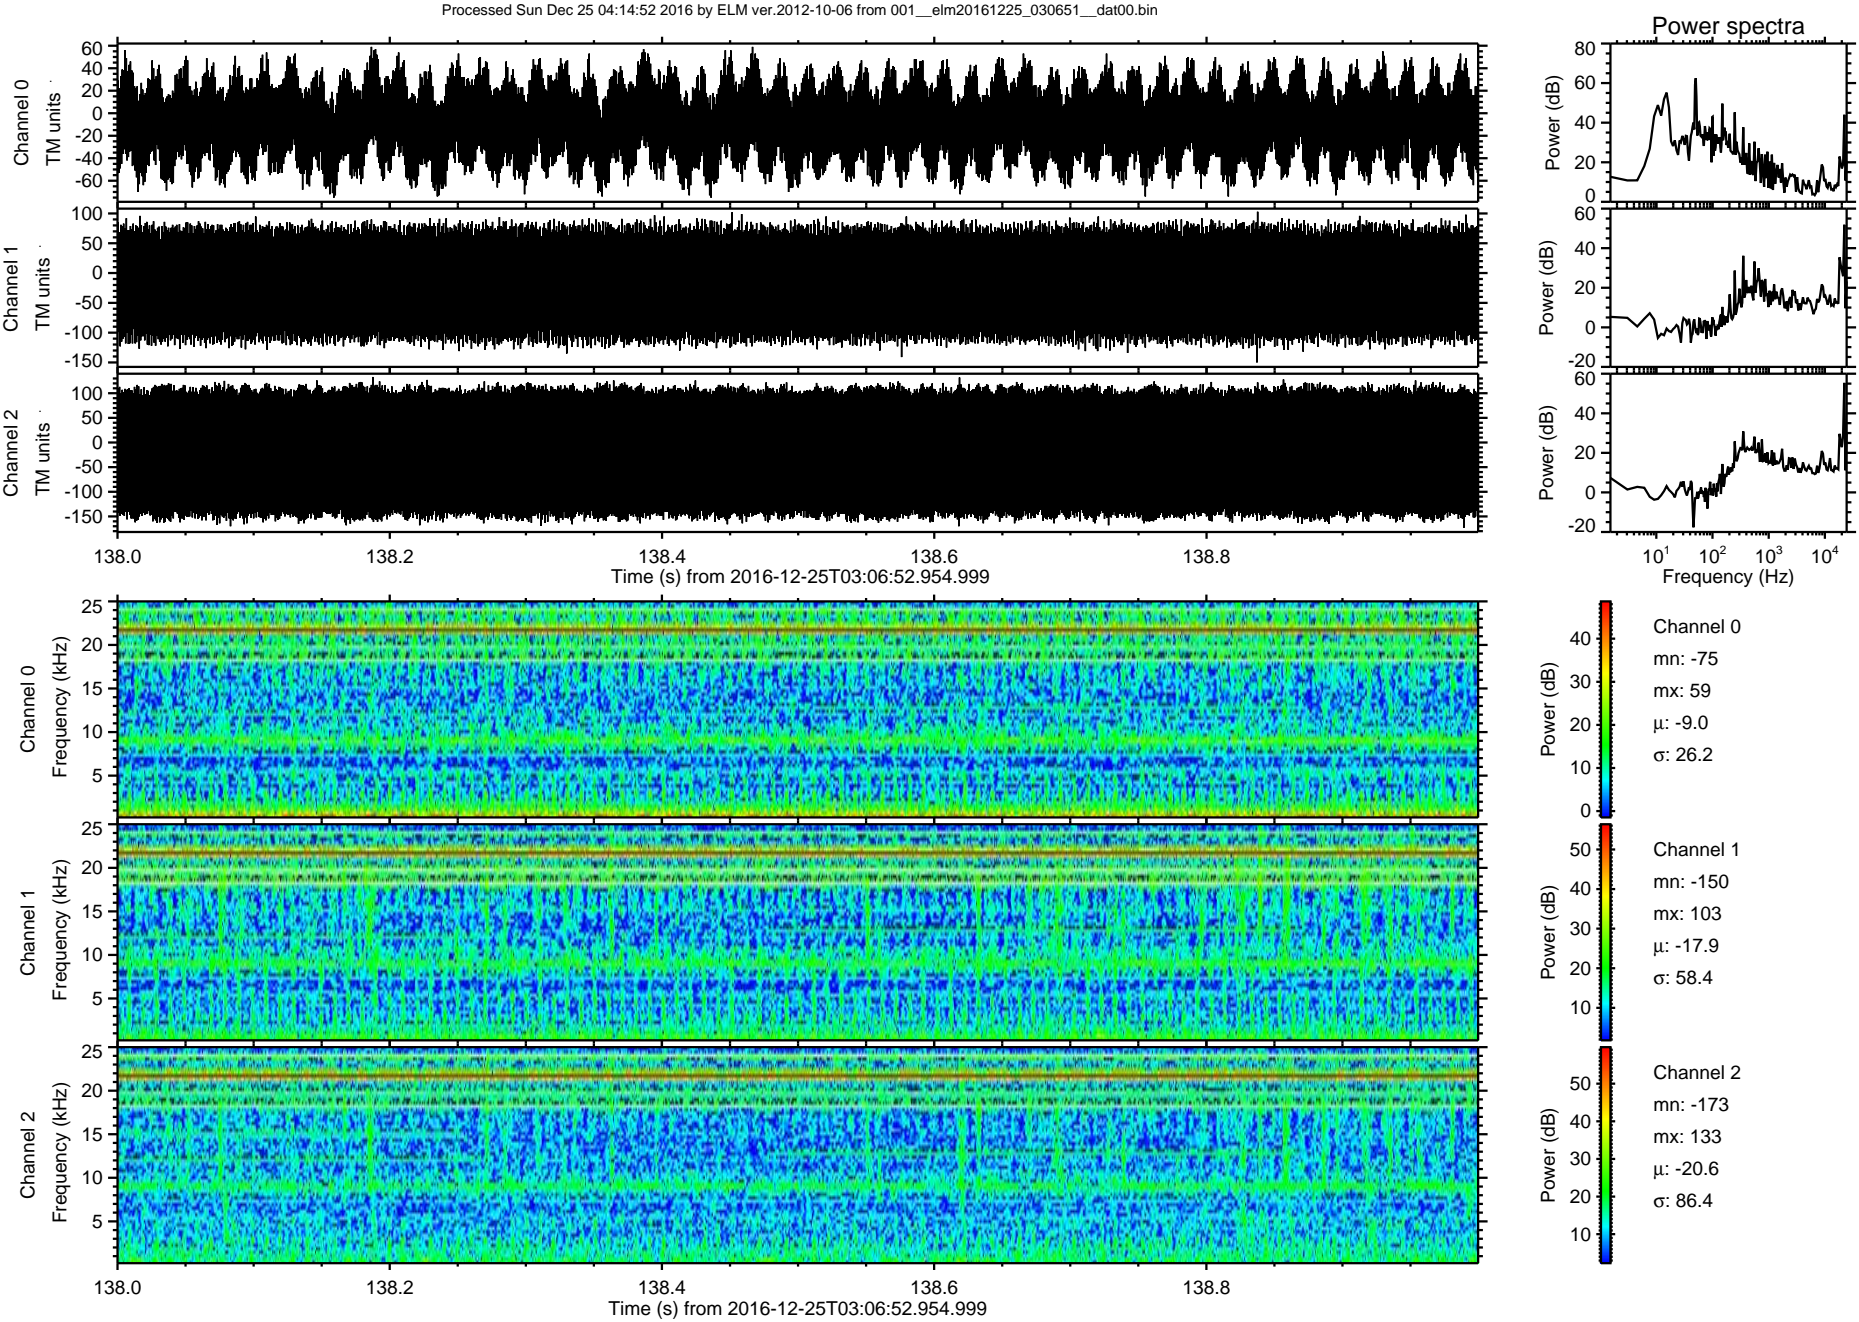 Processed Sun Dec 25 04:14:52 2016 by ELM ver.2012-10-06 from 001__elm20161225_030651__dat00.bin
Power spectra
Channel 0
TM units
60
40
20
0
-20
-40
-60
Power (dB)
80
60
40
20
0
Channel 1
TM units
100
50
0
-50
-100
-150
Power (dB)
60
40
20
0
-20
Channel 2
TM units
100
50
0
-50
-100
-150
Power (dB)
60
40
20
0
-20
138.0 138.2 138.4 138.6 138.8
Time (s) from 2016-12-25T03:06:52.954.999
10¹ 10² 10³ 10⁴
Frequency (Hz)
Channel 0
Frequency (kHz)
25
20
15
10
5
Power (dB)
40
30
20
10
0
Channel 0
mn: -75
mx: 59
μ: -9.0
σ: 26.2
Channel 1
Frequency (kHz)
25
20
15
10
5
Power (dB)
50
40
30
20
10
Channel 1
mn: -150
mx: 103
μ: -17.9
σ: 58.4
Channel 2
Frequency (kHz)
25
20
15
10
5
Power (dB)
50
40
30
20
10
Channel 2
mn: -173
mx: 133
μ: -20.6
σ: 86.4
138.0 138.2 138.4 138.6 138.8
Time (s) from 2016-12-25T03:06:52.954.999